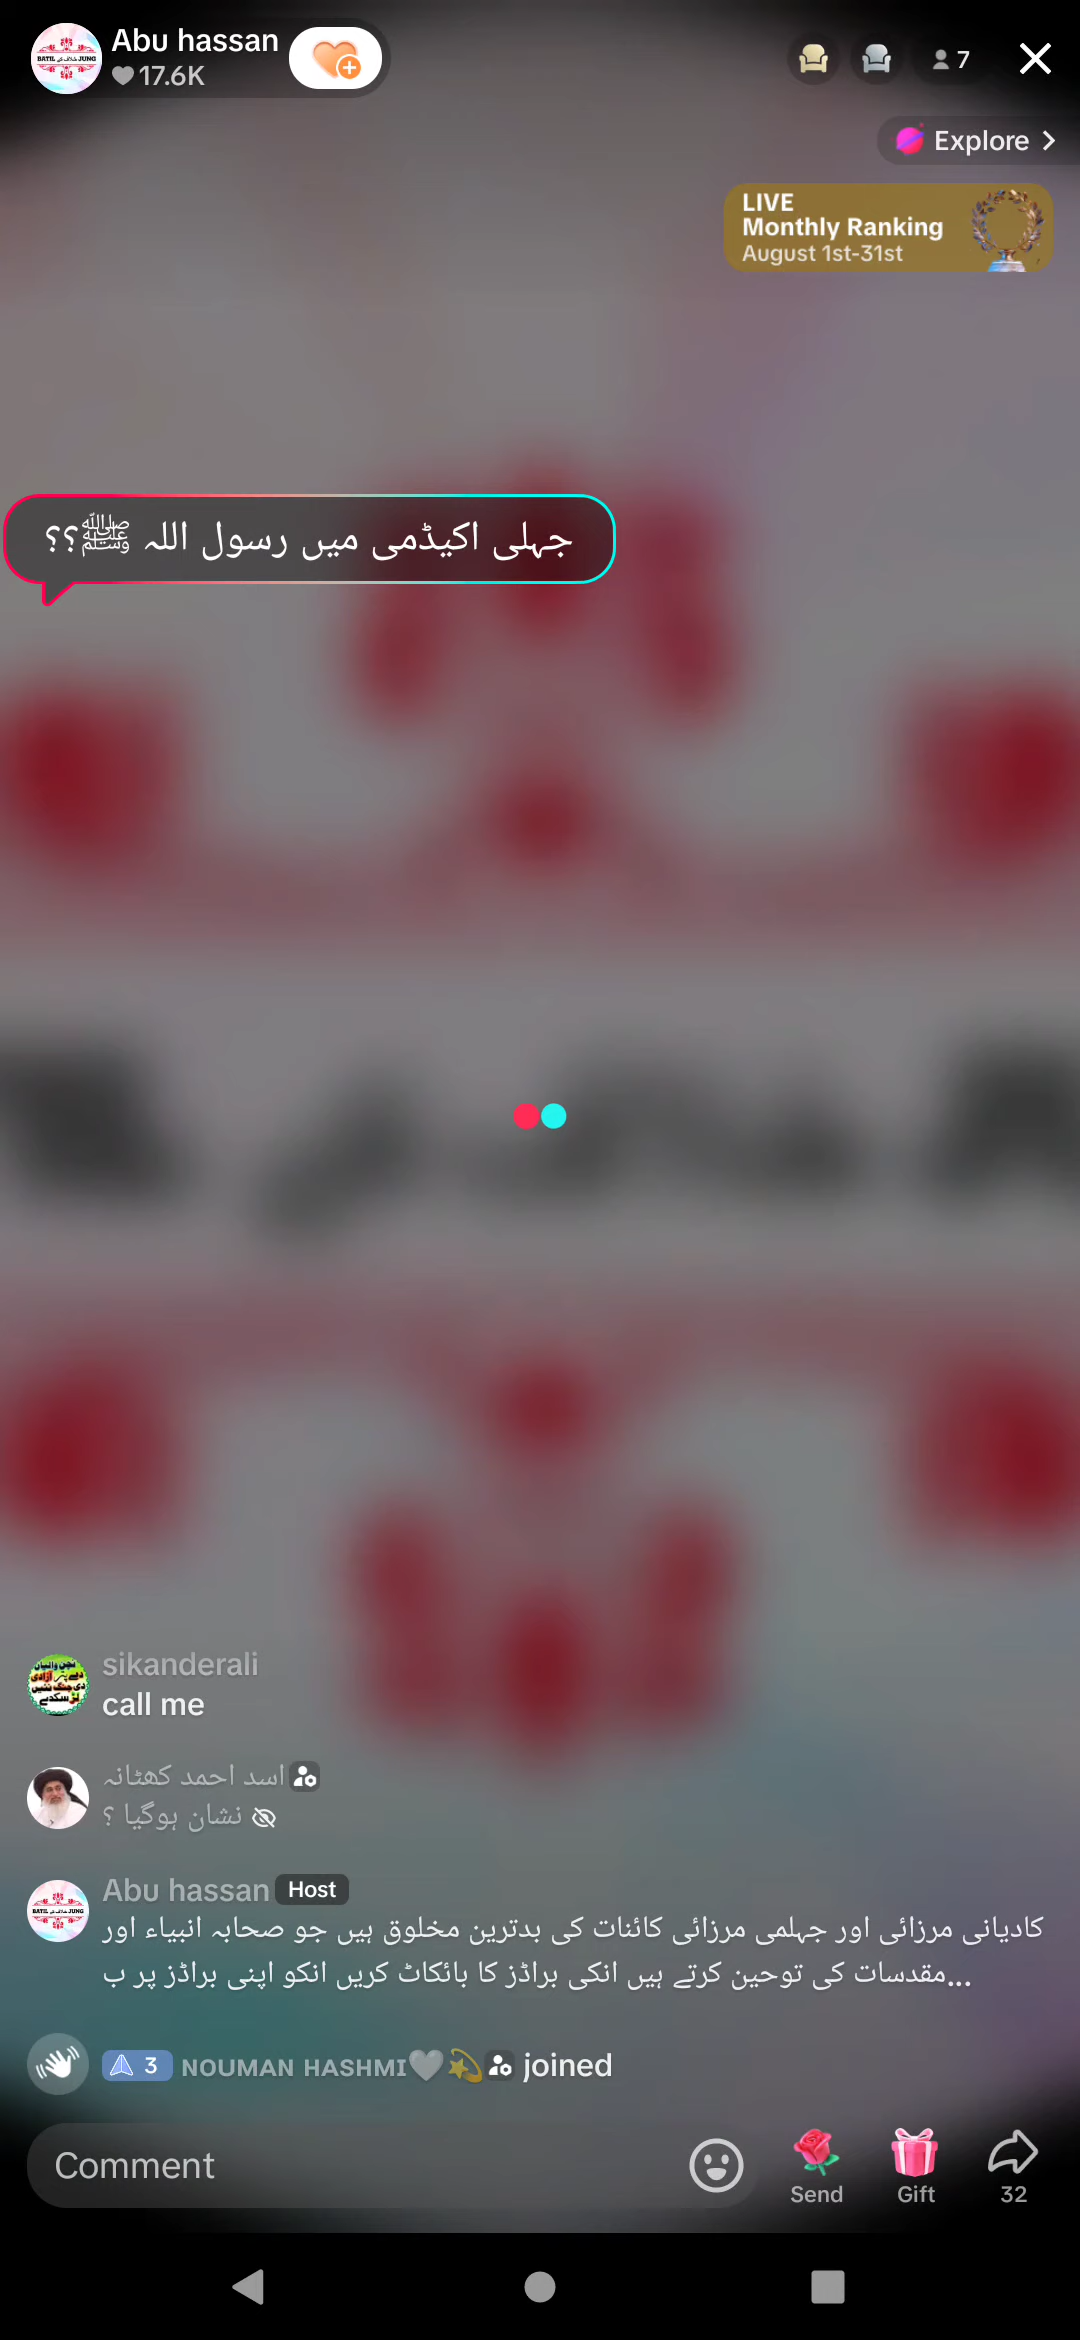 Abu hassan
17.6K
7
Explore
LIVE
Monthly Ranking
August 1st-31st
جہلی اکیڈمی میں رسول اللہ ﷺ؟؟
sikanderali
call me
اسد احمد کھٹانہ
نشان ہوگیا ؟
Abu hassan Host
کادیانی مرزائی اور جہلمی مرزائی کائنات کی بدترین مخلوق ہیں جو صحابہ انبیاء اور
مقدسات کی توحین کرتے ہیں انکی براڈز کا بائکاٹ کریں انکو اپنی براڈز پر ب...
3 NOUMAN HASHMI joined
Comment
Send
Gift
32